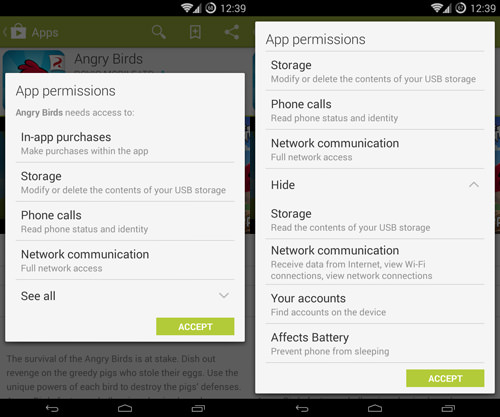 12:39
Apps
Angry Birds
App permissions
Angry Birds needs access to:
In-app purchases
Make purchases within the app
Storage
Modify or delete the contents of your USB storage
Phone calls
Read phone status and identity
Network communication
Full network access
See all
ACCEPT
The survival of the Angry Birds is at stake. Dish out
revenge on the greedy pigs who stole their eggs. Use the
unique powers of each bird to destroy the pigs' defenses.
12:39
App permissions
Storage
Modify or delete the contents of your USB storage
Phone calls
Read phone status and identity
Network communication
Full network access
Hide
Storage
Read the contents of your USB storage
Network communication
Receive data from Internet, view Wi-Fi
connections, view network connections
Your accounts
Find accounts on the device
Affects Battery
Prevent phone from sleeping
ACCEPT